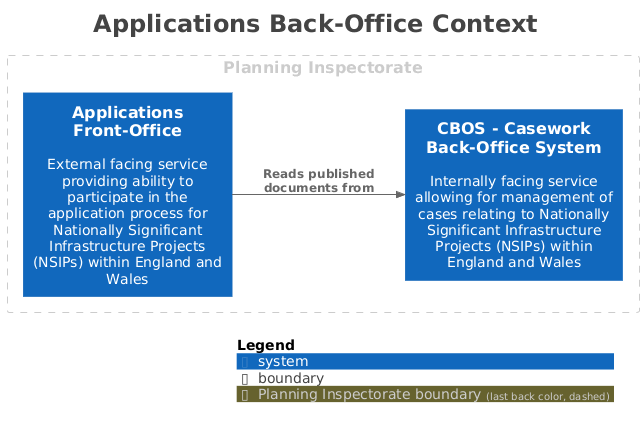 Applications Back-Office Context
Planning Inspectorate
Applications
Front-Office
External facing service
providing ability to
participate in the
application process for
Nationally Significant
Infrastructure Projects
(NSIPs) within England and
Wales
Reads published
documents from
CBOS - Casework
Back-Office System
Internally facing service
allowing for management of
cases relating to Nationally
Significant Infrastructure
Projects (NSIPs) within
England and Wales
Legend
system
boundary
Planning Inspectorate boundary (last back color, dashed)